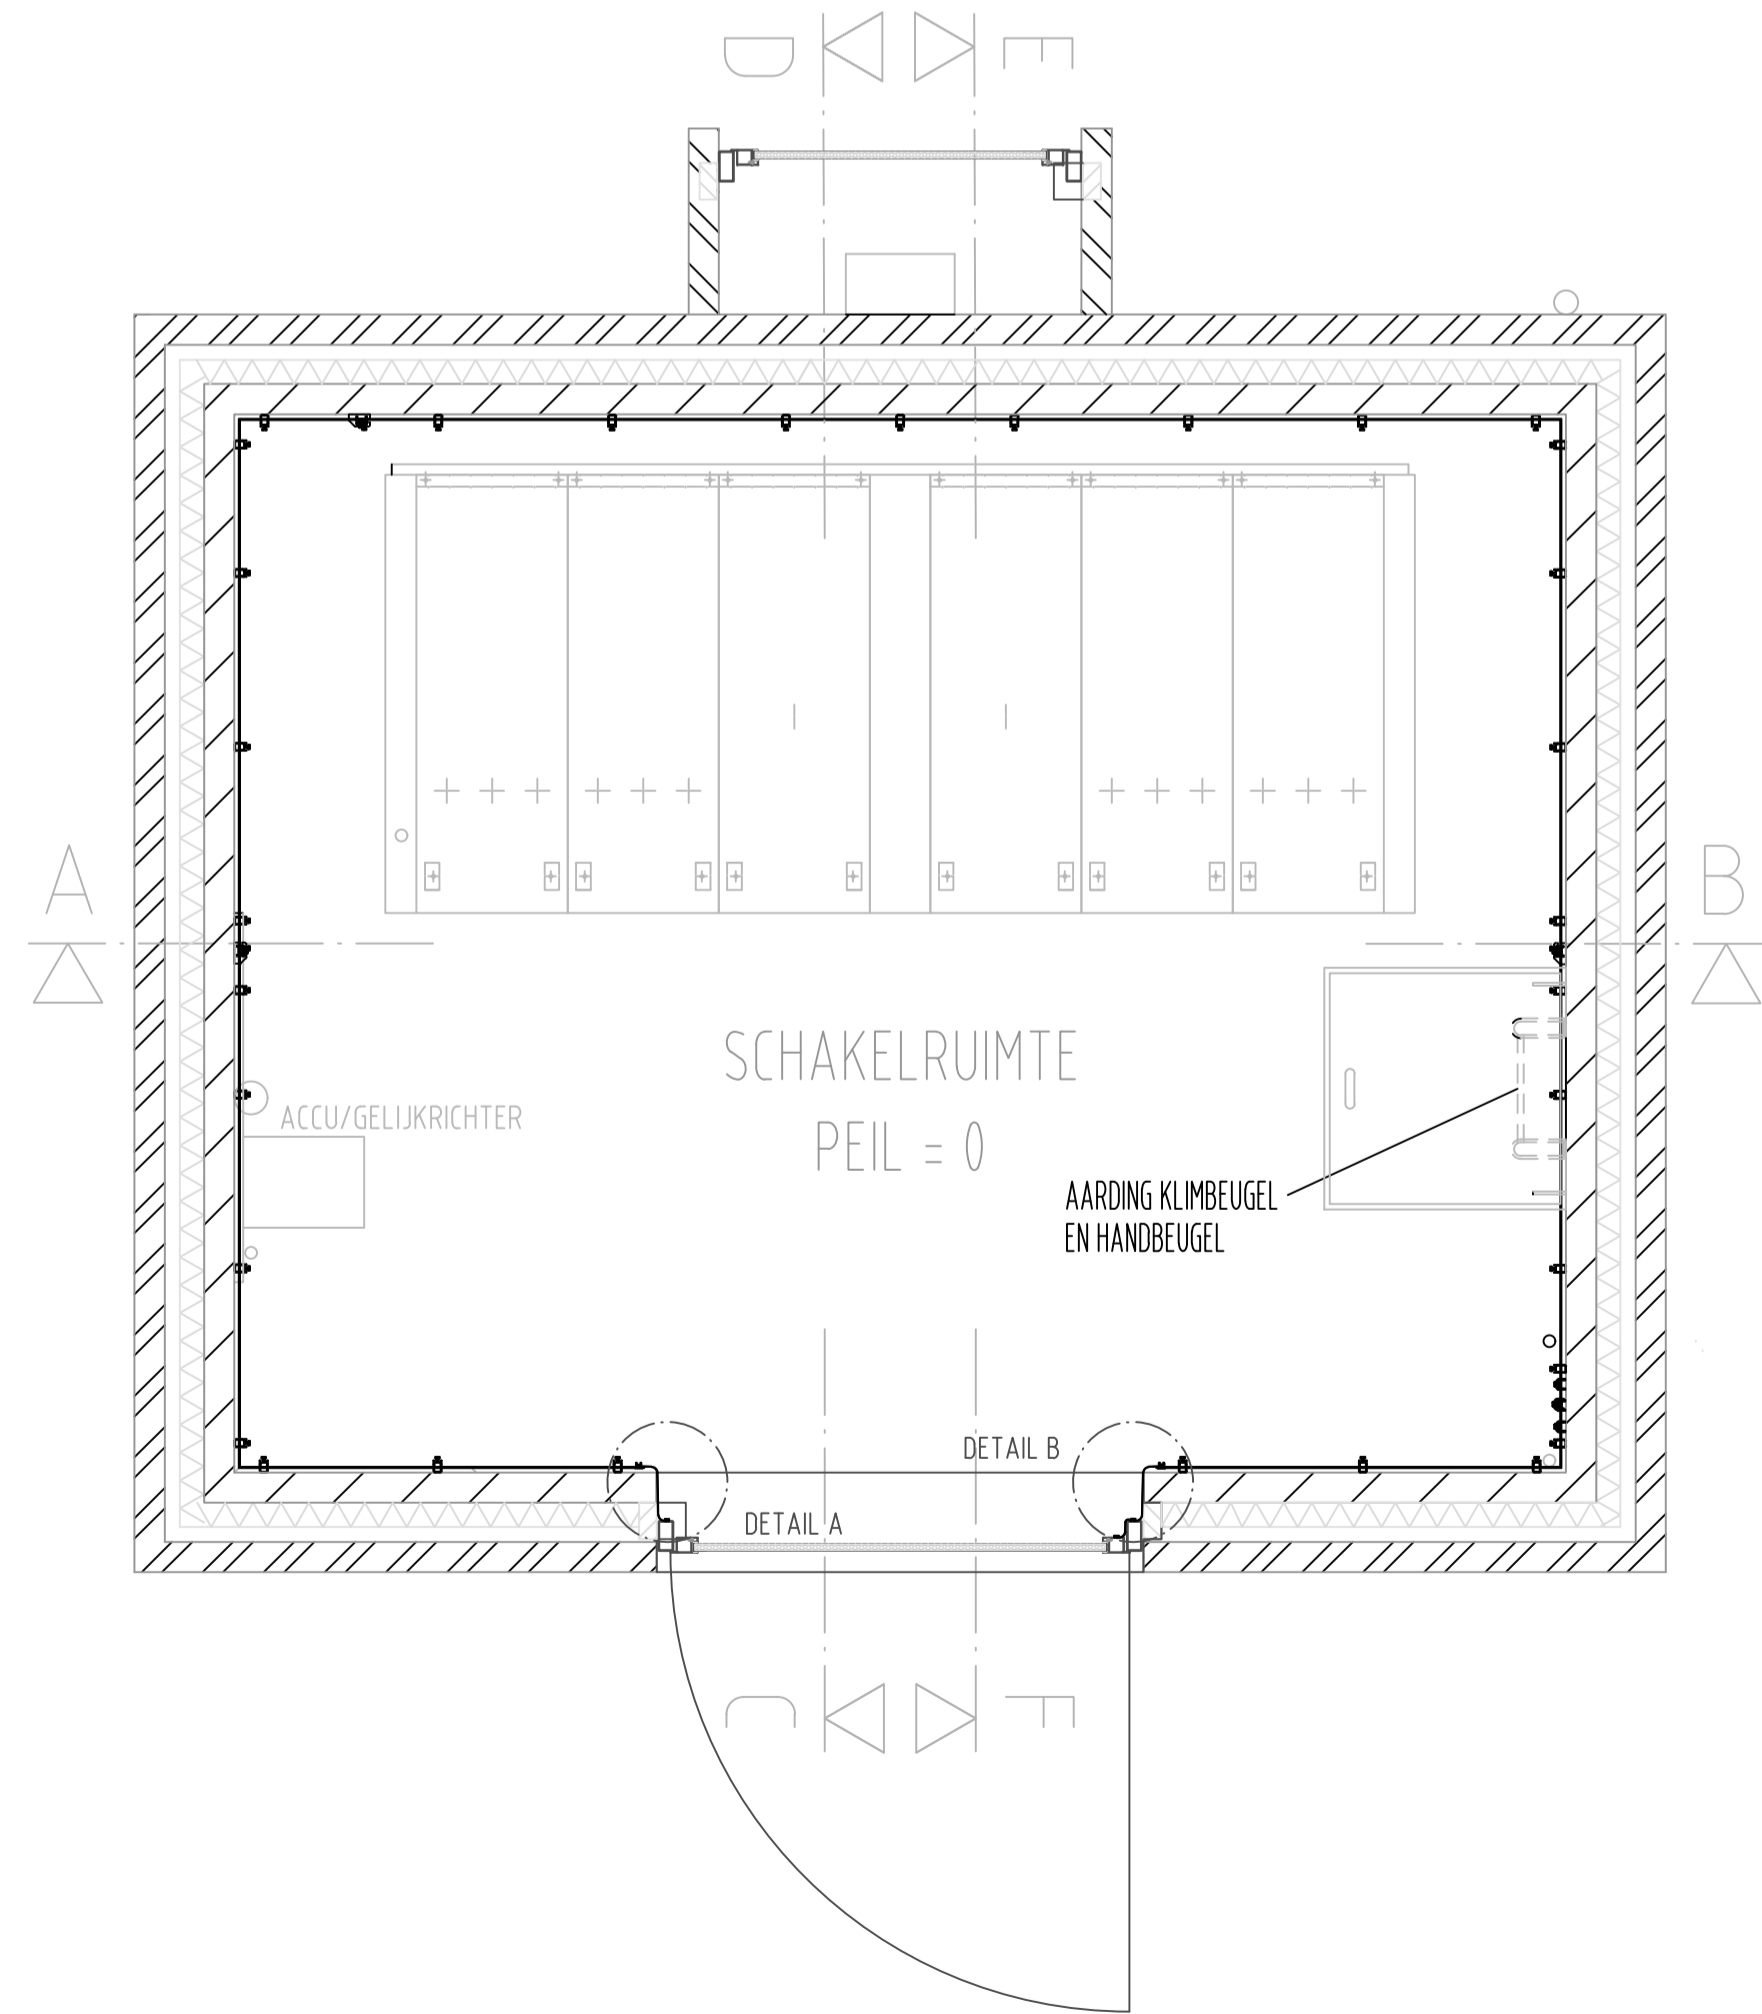 D
E
A
B
SCHAKELRUIMTE
PEIL = 0
ACCU/GELIJKRICHTER
AARDING KLIMBEUGEL
EN HANDBEUGEL
DETAIL B
DETAIL A
C
F